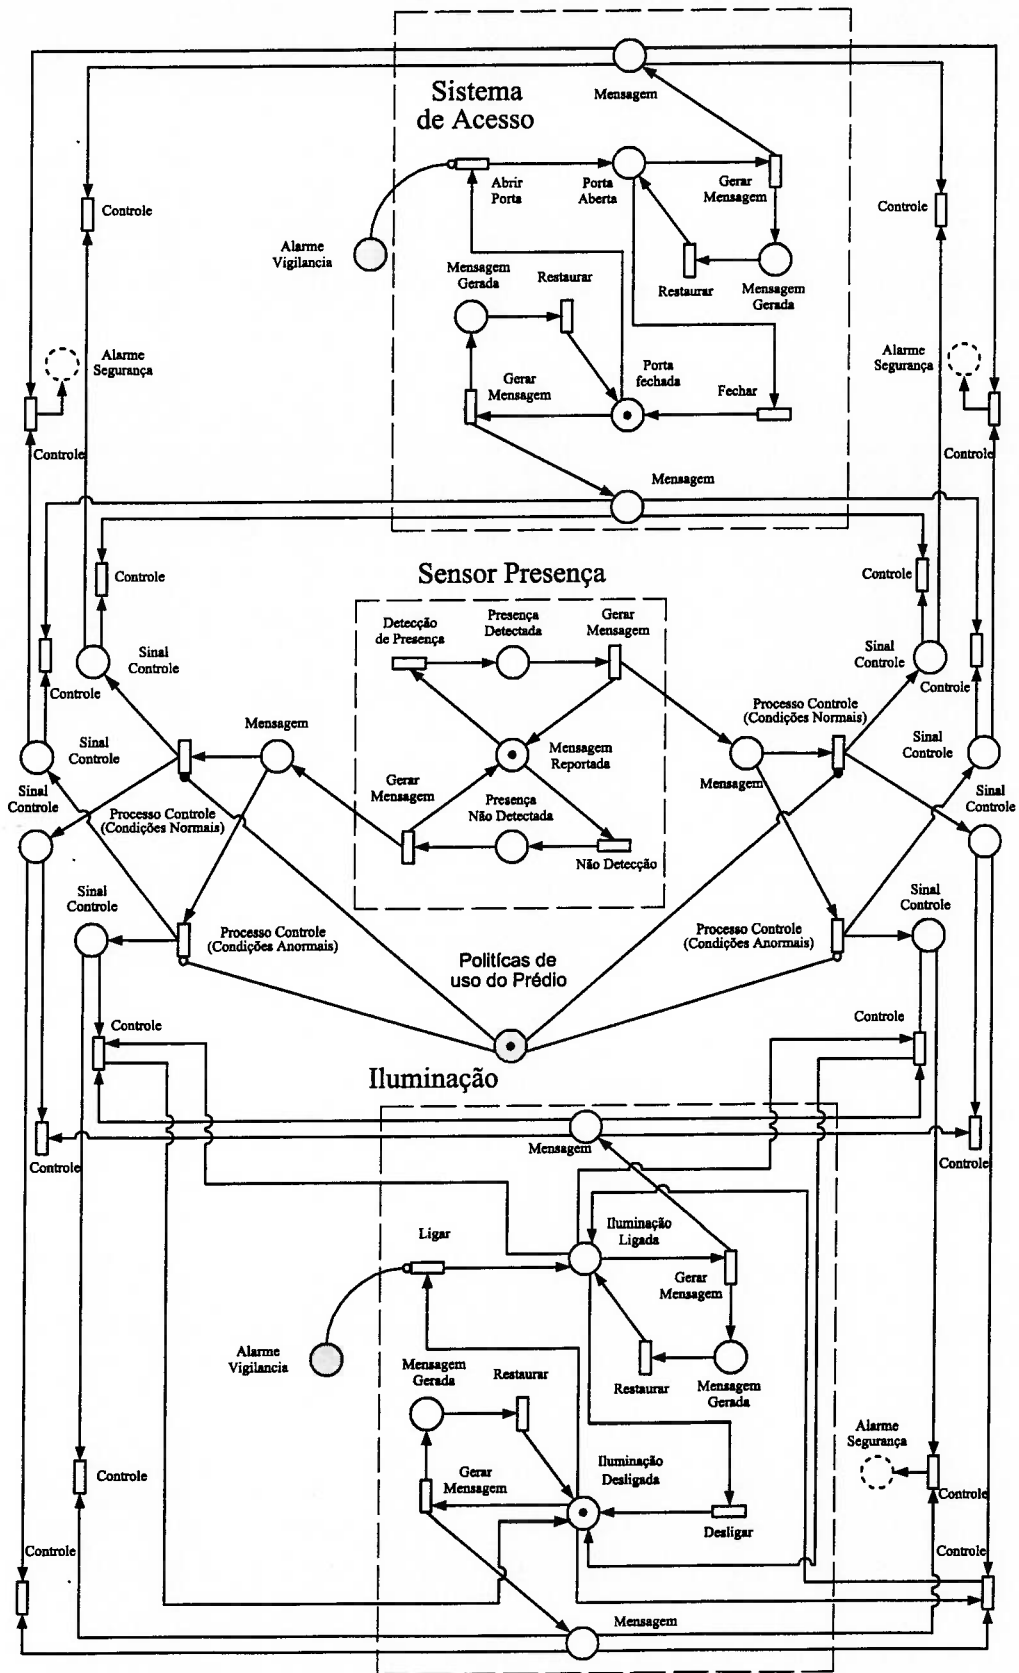 Mensagem
Sistema
de Acesso
Abrir
Porta
Porta
Aberta
Gerar
Mensagem
Controle
Controle
Alarme
Vigilancia
Mensagem
Gerada
Restaurar
Restaurar
Mensagem
Gerada
Alarme
Segurança
Alarme
Segurança
Gerar
Mensagem
Porta
fechada
Fechar
Controle
Controle
Mensagem
Controle
Controle
Sensor Presença
Detecção
de Presença
Presença
Detectada
Gerar
Mensagem
Sinal
Controle
Sinal
Controle
Controle
Controle
Processo Controle
(Condições Normais)
Mensagem
Sinal
Controle
Sinal
Controle
Mensagem
Reportada
Mensagem
Gerar
Mensagem
Presença
Não Detectada
Sinal
Controle
Sinal
Controle
Processo Controle
(Condições Normais)
Não Detecção
Sinal
Controle
Sinal
Controle
Processo Controle
(Condições Anormais)
Processo Controle
(Condições Anormais)
Politícas de
uso do Prédio
Controle
Controle
Iluminação
Mensagem
Controle
Controle
Ligar
Iluminação
Ligada
Gerar
Mensagem
Alarme
Vigilancia
Mensagem
Gerada
Restaurar
Restaurar
Mensagem
Gerada
Alarme
Segurança
Controle
Gerar
Mensagem
Iluminação
Desligada
Controle
Desligar
Controle
Controle
Mensagem